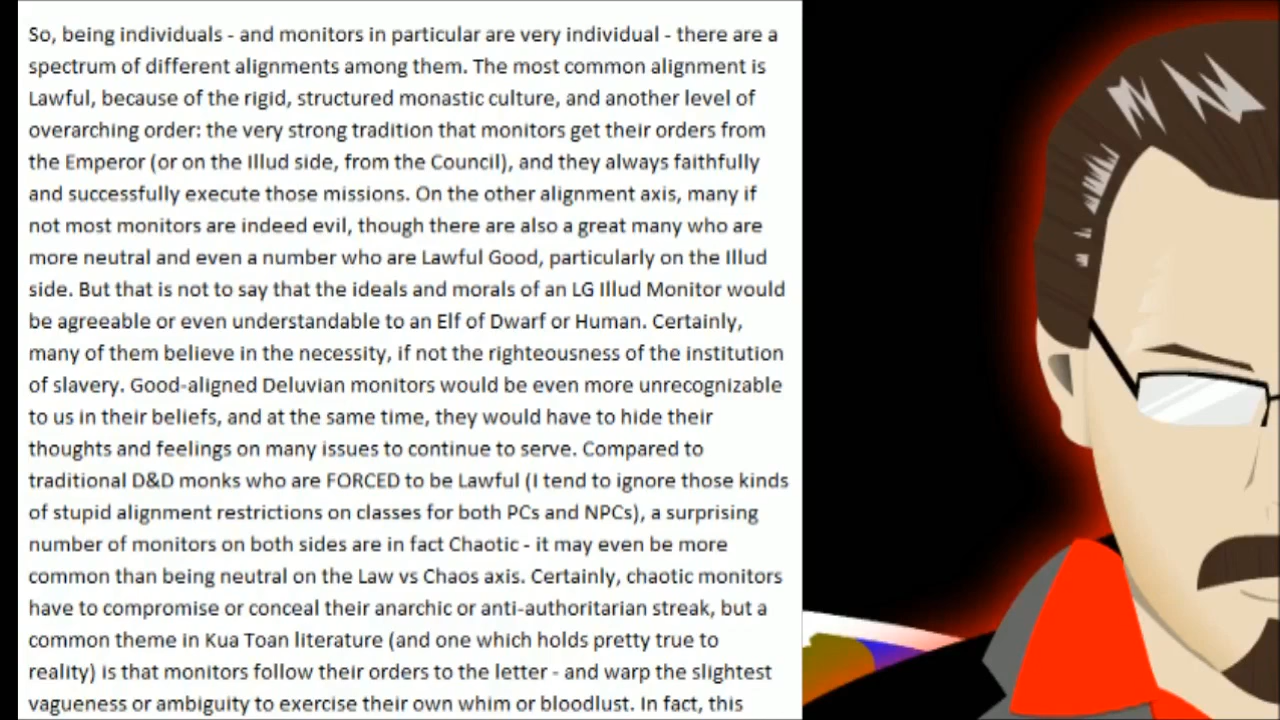 So, being individuals - and monitors in particular are very individual - there are a
spectrum of different alignments among them. The most common alignment is
Lawful, because of the rigid, structured monastic culture, and another level of
overarching order: the very strong tradition that monitors get their orders from
the Emperor (or on the Illud side, from the Council), and they always faithfully
and successfully execute those missions. On the other alignment axis, many if
not most monitors are indeed evil, though there are also a great many who are
more neutral and even a number who are Lawful Good, particularly on the Illud
side. But that is not to say that the ideals and morals of an LG Illud Monitor would
be agreeable or even understandable to an Elf of Dwarf or Human. Certainly,
many of them believe in the necessity, if not the righteousness of the institution
of slavery. Good-aligned Deluvian monitors would be even more unrecognizable
to us in their beliefs, and at the same time, they would have to hide their
thoughts and feelings on many issues to continue to serve. Compared to
traditional D&D monks who are FORCED to be Lawful (I tend to ignore those kinds
of stupid alignment restrictions on classes for both PCs and NPCs), a surprising
number of monitors on both sides are in fact Chaotic - it may even be more
common than being neutral on the Law vs Chaos axis. Certainly, chaotic monitors
have to compromise or conceal their anarchic or anti-authoritarian streak, but a
common theme in Kua Toan literature (and one which holds pretty true to
reality) is that monitors follow their orders to the letter - and warp the slightest
vagueness or ambiguity to exercise their own whim or bloodlust. In fact, this